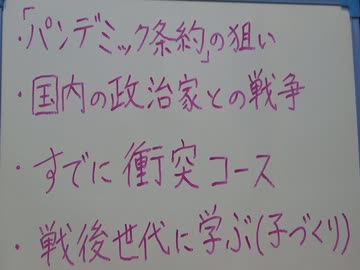 ・「パンデミック条約」の狙い
・国内の政治家との戦争
・すでに衝突コース
・戦後世代に学ぶ(子づくり)